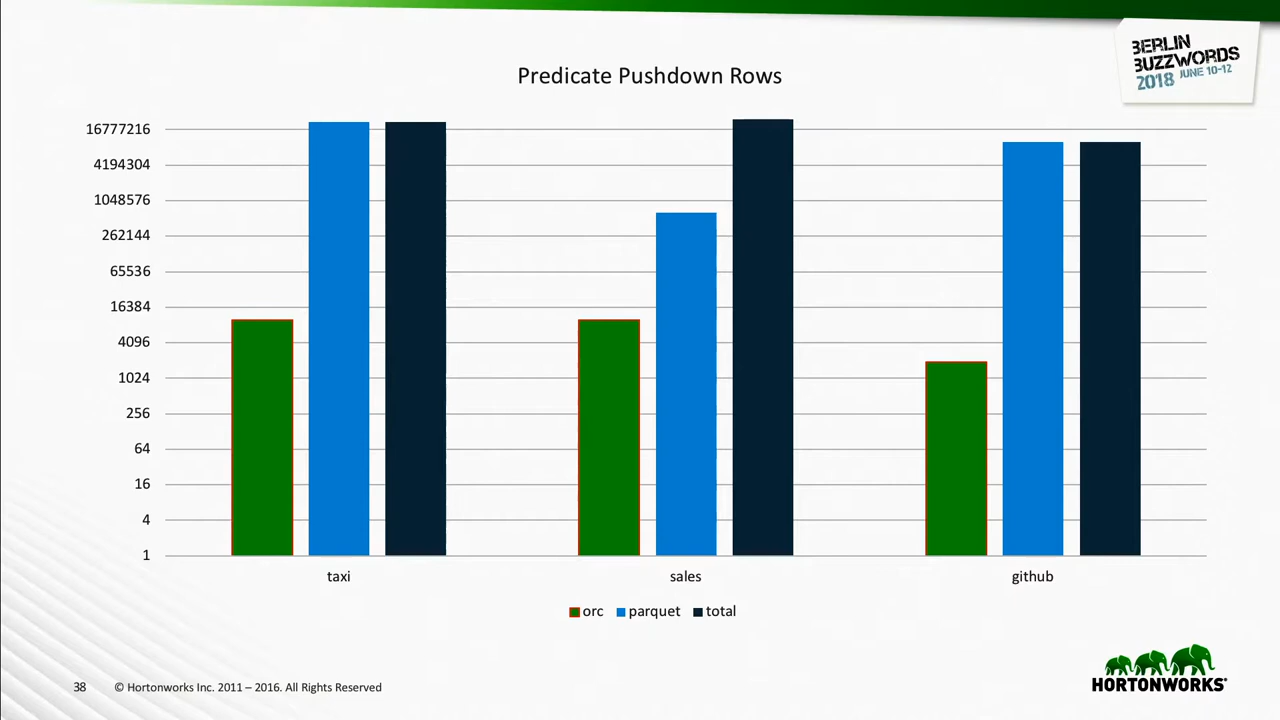 BERLIN
BUZZWORDS
2018 JUNE 10-12
Predicate Pushdown Rows
16777216
4194304
1048576
262144
65536
16384
4096
1024
256
64
16
4
1
taxi sales github
orc parquet total
38 © Hortonworks Inc. 2011 – 2016. All Rights Reserved
HORTONWORKS